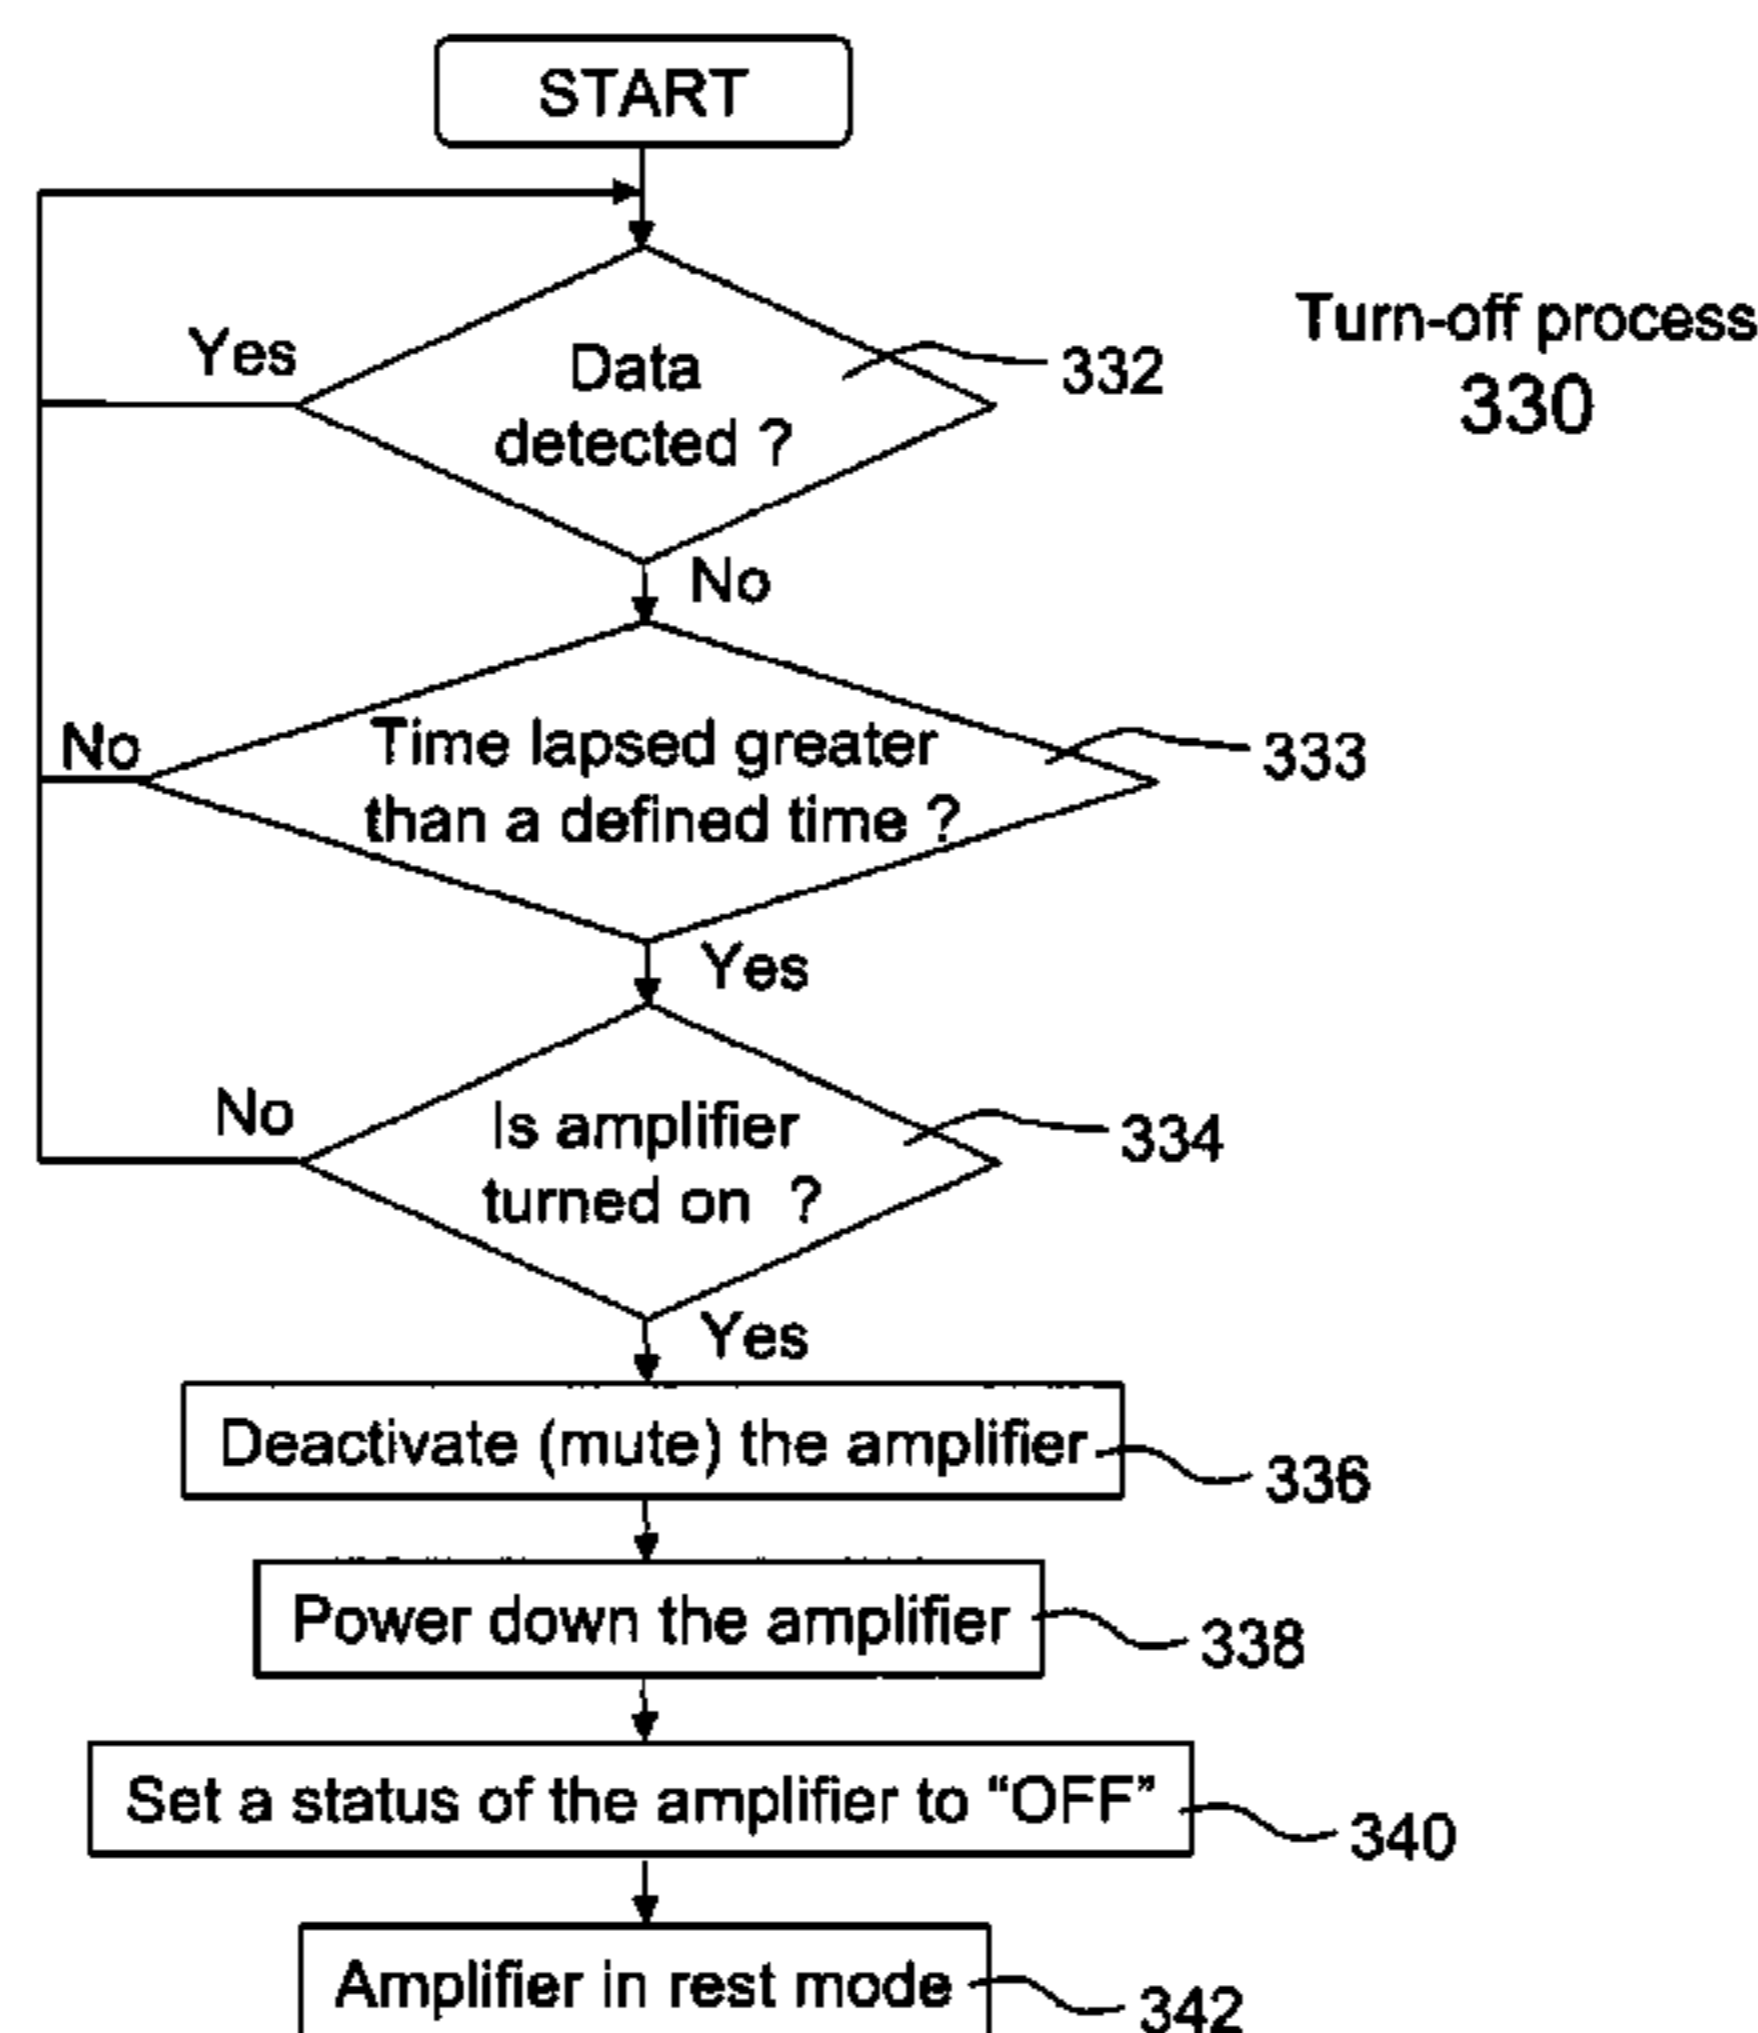 START
Turn-off process
330
Yes
Data
detected ?
332
No
No
Time lapsed greater
than a defined time ?
333
Yes
No
Is amplifier
turned on ?
334
Yes
Deactivate (mute) the amplifier
336
Power down the amplifier
338
Set a status of the amplifier to “OFF”
340
Amplifier in rest mode
342